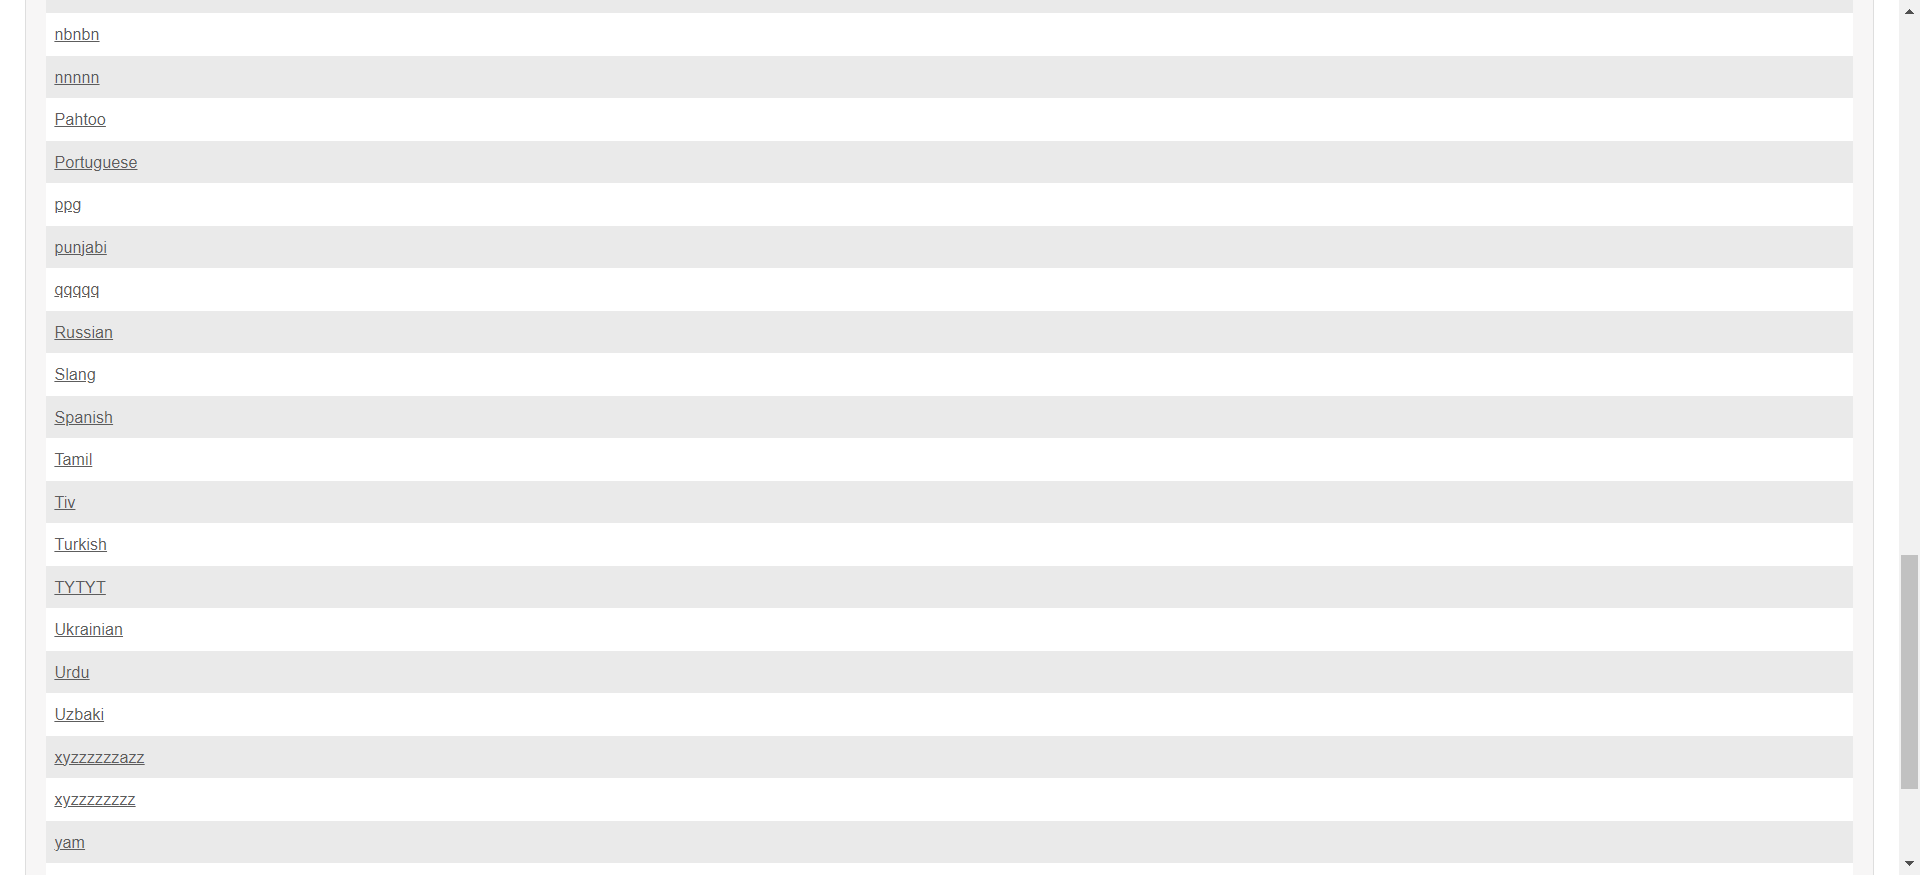 nbnbn
nnnnn
Pahtoo
Portuguese
ppg
punjabi
qqqqq
Russian
Slang
Spanish
Tamil
Tiv
Turkish
TYTYT
Ukrainian
Urdu
Uzbaki
xyzzzzzzazz
xyzzzzzzzz
yam